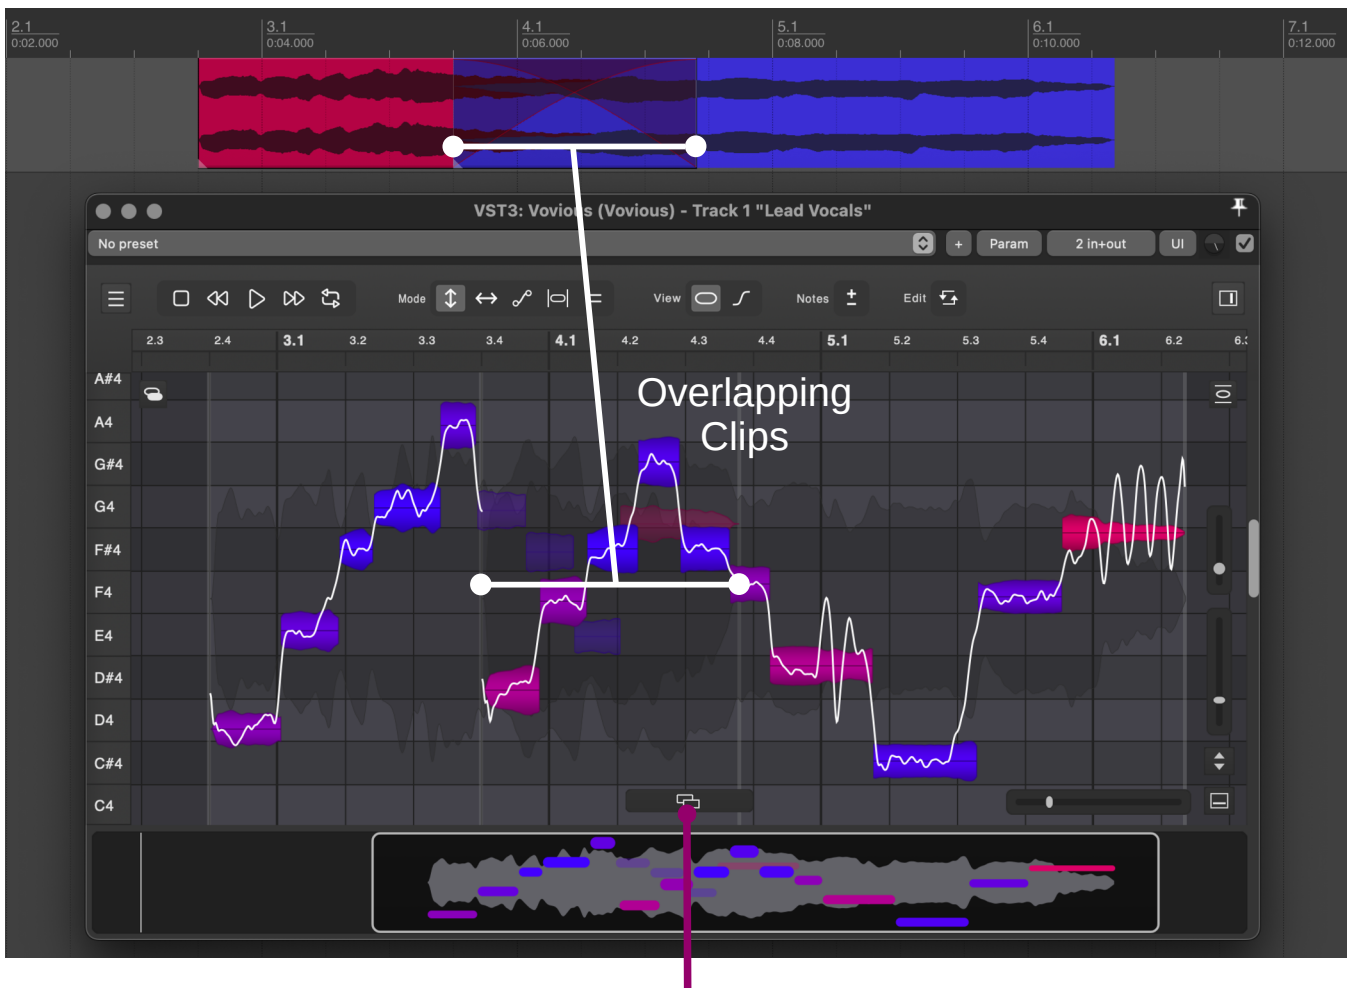 2.1 3.1 4.1 5.1 6.1 7.1
0:02.000 0:04.000 0:06.000 0:08.000 0:10.000 0:12.000
VST3: Vovious (Vovious) - Track 1 "Lead Vocals"
No preset + Param 2 in+out UI
Mode View Notes Edit
2.3 2.4 3.1 3.2 3.3 3.4 4.1 4.2 4.3 4.4 5.1 5.2 5.3 5.4 6.1 6.2 6.3
A#4
A4
G#4
G4
F#4
F4
E4
D#4
D4
C#4
C4
Overlapping
Clips